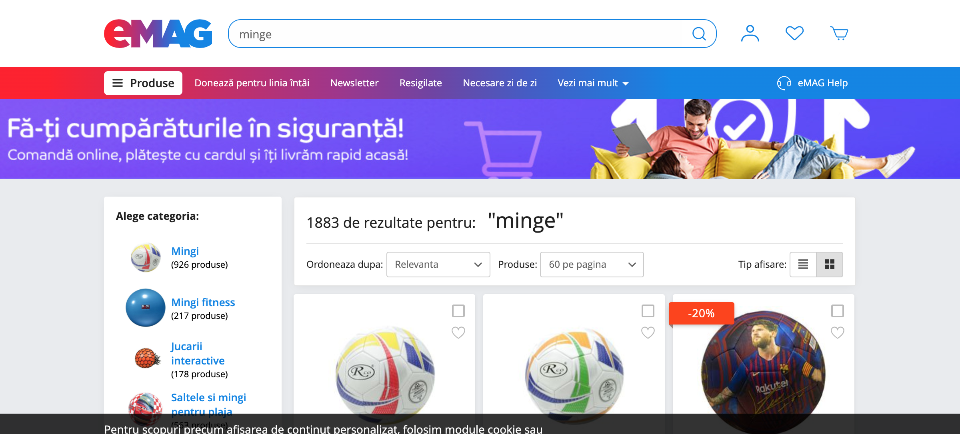 eMAG
minge
Produse
Donează pentru linia întâi
Newsletter
Resigilate
Necesare zi de zi
Vezi mai mult
eMAG Help
Fă-ți cumpărăturile în siguranță!
Comandă online, plătește cu cardul și îți livrăm rapid acasă!
Alege categoria:
Mingi
(926 produse)
Mingi fitness
(217 produse)
Jucarii
interactive
(178 produse)
Saltele si mingi
pentru plaja
1883 de rezultate pentru: "minge"
Ordoneaza dupa: Relevanta
Produse: 60 pe pagina
Tip afisare:
-20%
Rakuten
Pentru scopuri precum afișarea de conținut personalizat, folosim module cookie sau